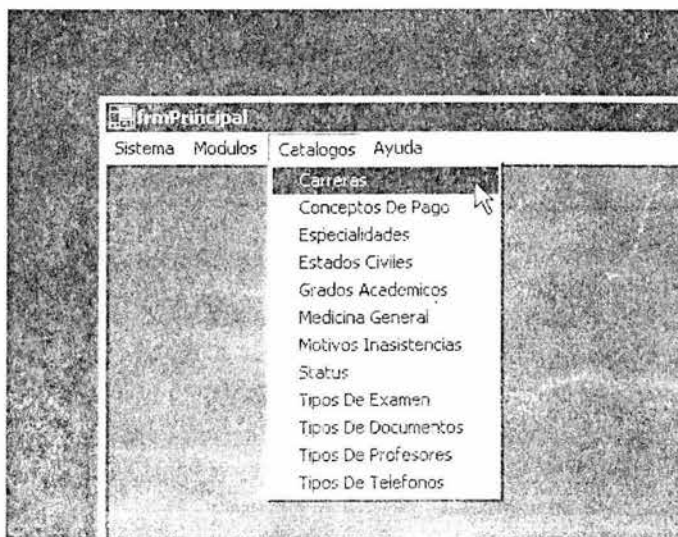 frmPrincipal
Sistema Modulos Catalogos Ayuda
Carreras
Conceptos De Pago
Especialidades
Estados Civiles
Grados Academicos
Medicina General
Motivos Inasistencias
Status
Tipos De Examen
Tipos De Documentos
Tipos De Profesores
Tipos De Telefonos